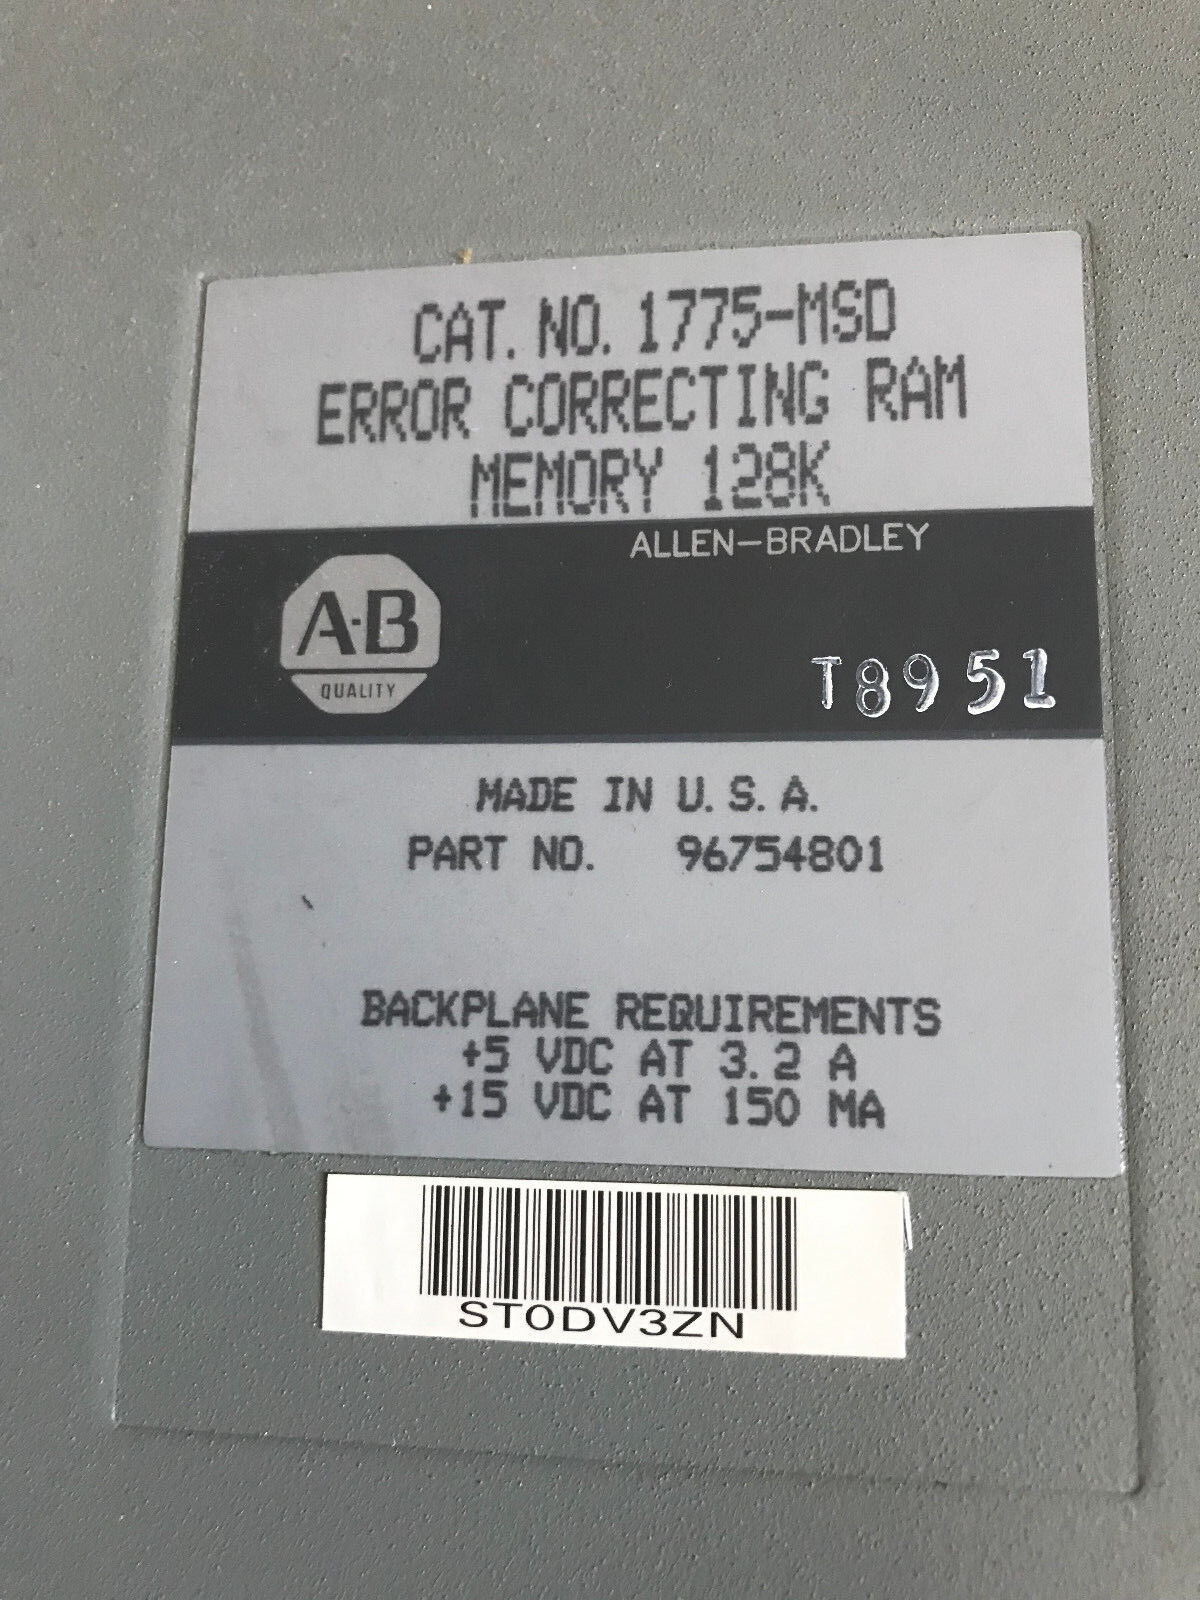 CAT. NO. 1775-MSD
ERROR CORRECTING RAM
MEMORY 128K
ALLEN-BRADLEY
A-B
QUALITY
T8951
MADE IN U.S.A.
PART NO. 96754801
BACKPLANE REQUIREMENTS
+5 VDC AT 3.2 A
+15 VDC AT 150 MA
ST0DV3ZN